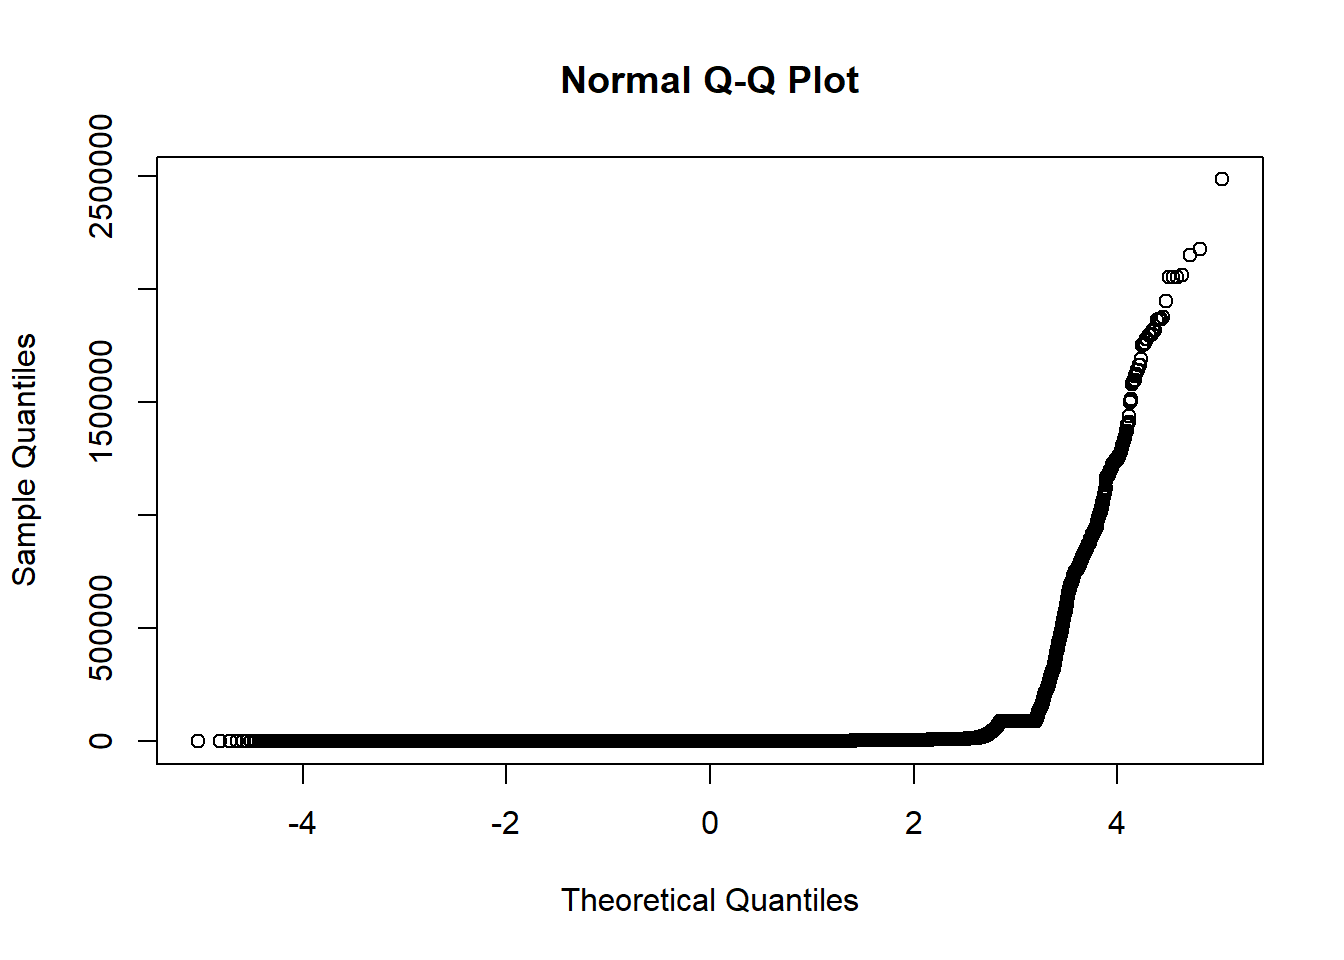 Normal Q-Q Plot
Sample Quantiles
2500000
1500000
500000
0
-4 -2 0 2 4
Theoretical Quantiles